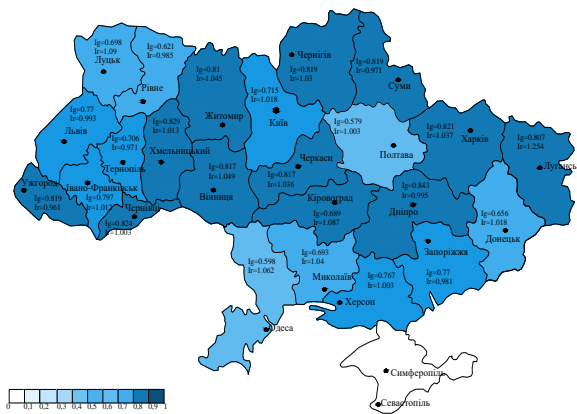 Ig=0.698
Ir=1.09
Луцьк
Ig=0.621
Ir=0.985
Рівне
Ig=0.81
Ir=1.045
Житомир
Ig=0.715
Ir=1.018
Київ
Чернігів
Ig=0.819
Ir=1.03
Ig=0.819
Ir=0.971
Суми
Ig=0.77
Ir=0.993
Львів
Ig=0.706
Ir=0.971
Тернопіль
Ig=0.829
Ir=1.013
Хмельницький
Ig=0.817
Ir=1.049
Вінниця
Черкаси
Ig=0.817
Ir=1.036
Ig=0.579
Ir=1.003
Полтава
Ig=0.821
Ir=1.037
Харків
Ig=0.807
Ir=1.254
Луганськ
Ужгород
Ig=0.819
Ir=0.961
Івано-Франківськ
Ig=0.797
Ir=1.012
Чернівці
Ig=0.824
Ir=1.003
Кіровоград
Ig=0.689
Ir=1.087
Ig=0.843
Ir=0.995
Дніпро
Ig=0.656
Ir=1.018
Донецьк
Запоріжжя
Ig=0.77
Ir=0.981
Ig=0.598
Ir=1.062
Одеса
Ig=0.693
Ir=1.04
Миколаїв
Ig=0.767
Ir=1.003
Херсон
Симферопіль
Севастопіль
0 0,1 0,2 0,3 0,4 0,5 0,6 0,7 0,8 0,9 1